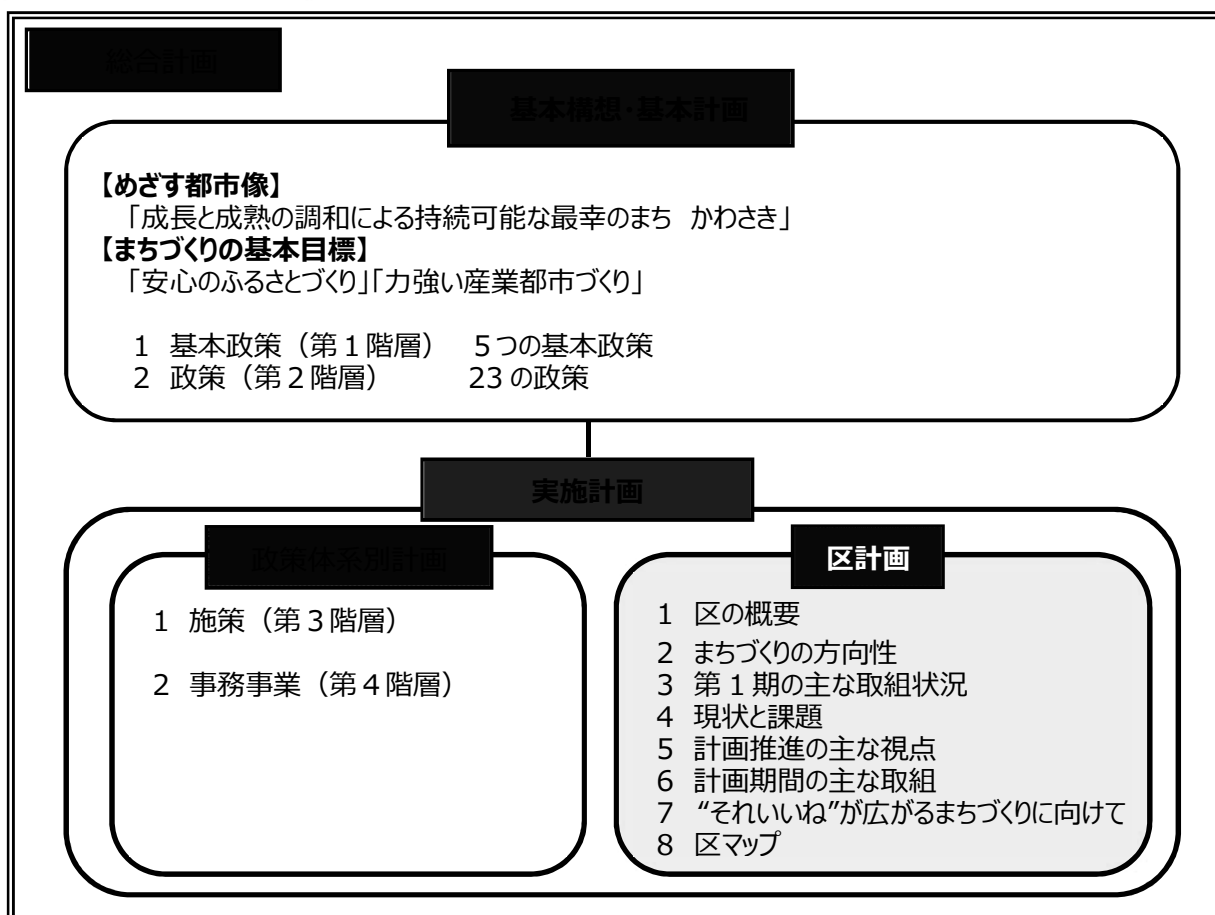 総合計画
基本構想・基本計画
【めざす都市像】
「成長と成熟の調和による持続可能な最幸のまち かわさき」
【まちづくりの基本目標】
「安心のふるさとづくり」「力強い産業都市づくり」
1 基本政策（第１階層） ５つの基本政策
2 政策（第２階層） 23 の政策
実施計画
政策体系別計画
1 施策（第３階層）
2 事務事業（第４階層）
区計画
1 区の概要
2 まちづくりの方向性
3 第１期の主な取組状況
4 現状と課題
5 計画推進の主な視点
6 計画期間の主な取組
7 “それいいね”が広がるまちづくりに向けて
8 区マップ